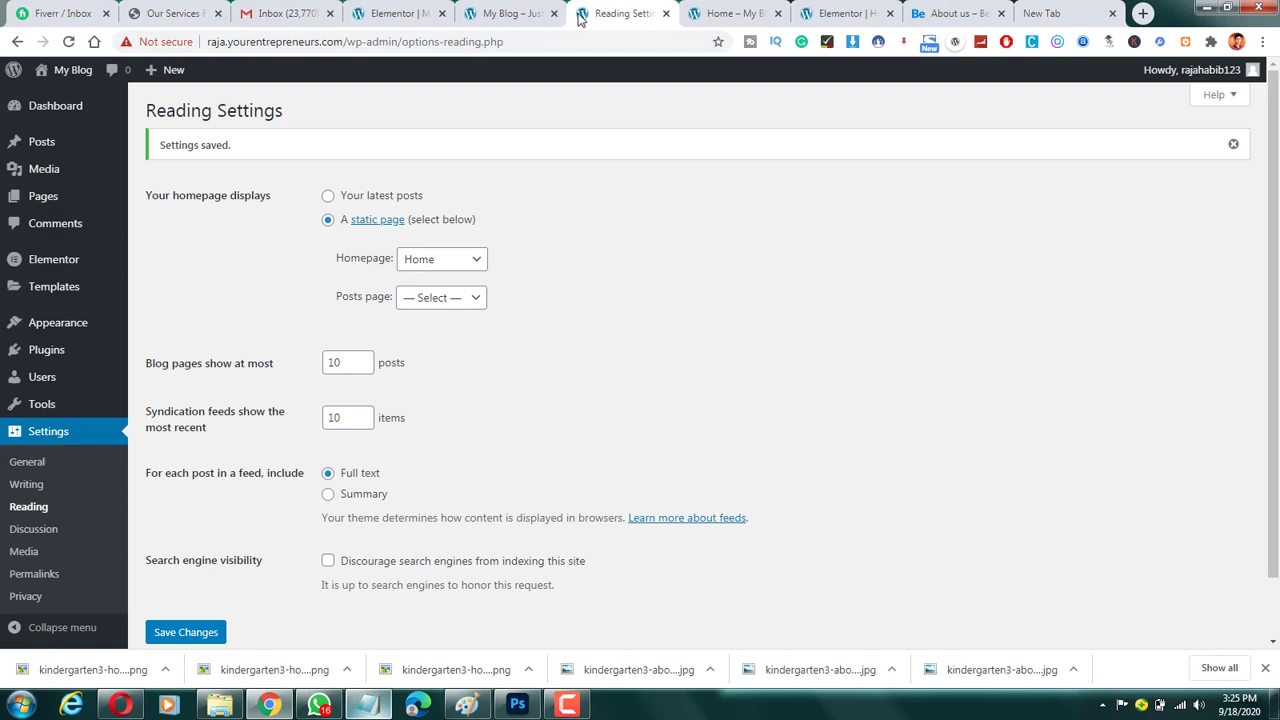 Fiverr / Inbox
Our Services
Inbox (23,770)
Elementor |
My Blog – Jus
Reading Settin
Home – My B
Elementor | H
About us – Be
New Tab
Not secure
raja.yourentrepreneurs.com/wp-admin/options-reading.php
New
My Blog
0
New
Howdy, rajahabib123
Dashboard
Posts
Media
Pages
Comments
Elementor
Templates
Appearance
Plugins
Users
Tools
Settings
General
Writing
Reading
Discussion
Media
Permalinks
Privacy
Collapse menu
Help
Reading Settings
Settings saved.
Your homepage displays
Your latest posts
A static page (select below)
Homepage: Home
Posts page: — Select —
Blog pages show at most
10 posts
Syndication feeds show the
most recent
10 items
For each post in a feed, include
Full text
Summary
Your theme determines how content is displayed in browsers. Learn more about feeds.
Search engine visibility
Discourage search engines from indexing this site
It is up to search engines to honor this request.
Save Changes
kindergarten3-ho....png
kindergarten3-ho....png
kindergarten3-ho....png
kindergarten3-abo....jpg
kindergarten3-abo....jpg
kindergarten3-abo....jpg
Show all
16
3:25 PM
9/18/2020